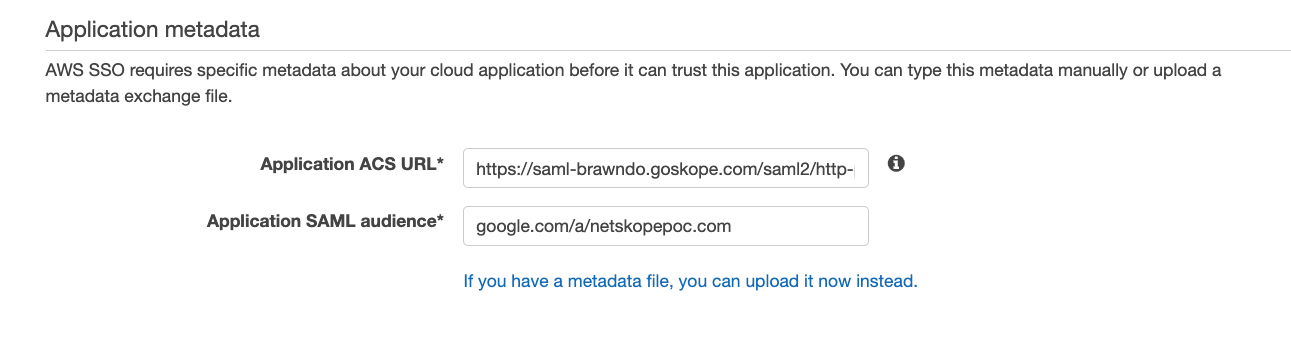 Application metadata
AWS SSO requires specific metadata about your cloud application before it can trust this application. You can type this metadata manually or upload a
metadata exchange file.
Application ACS URL* https://saml-brawndo.goskope.com/saml2/http-
Application SAML audience* google.com/a/netskopepoc.com
If you have a metadata file, you can upload it now instead.